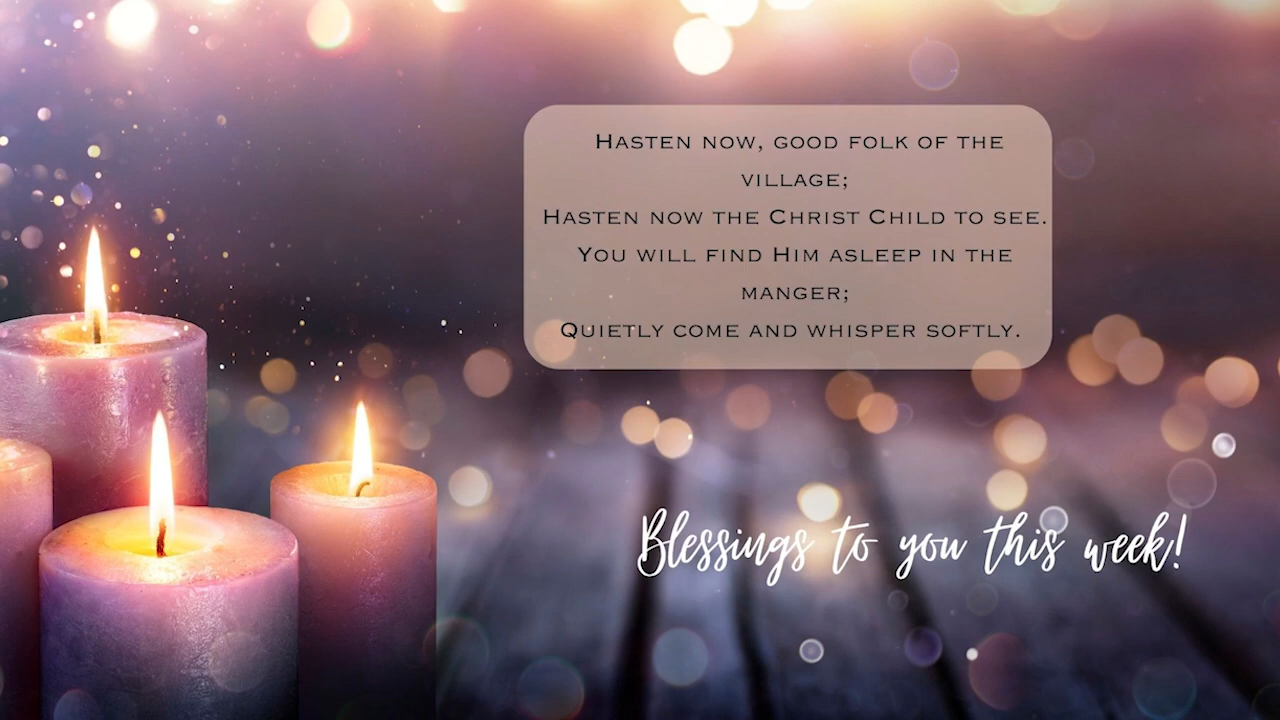 Hasten now, good folk of the
village;
Hasten now the Christ Child to see.
You will find Him asleep in the
manger;
Quietly come and whisper softly.
Blessings to you this week!